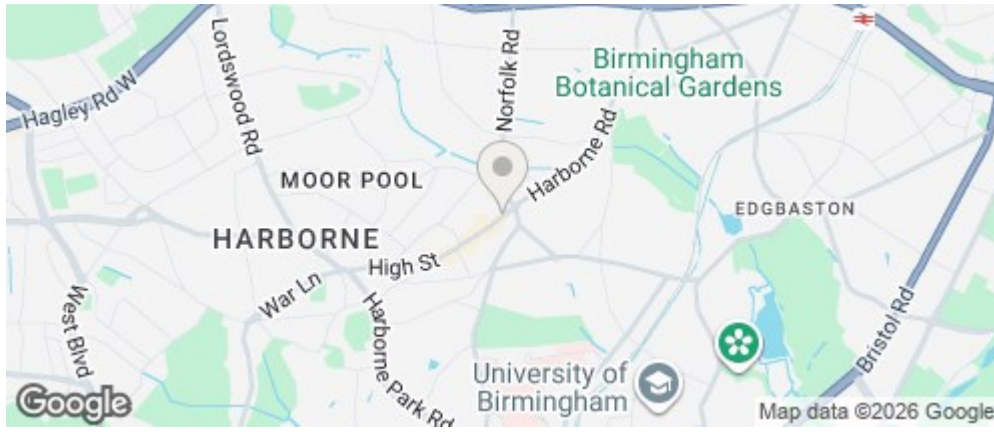 Lordswood Rd
Norfolk Rd
Birmingham
Botanical Gardens
Hagley Rd W
Harborne Rd
MOOR POOL
EDGBASTON
HARBORNE
High St
War Ln
West Blvd
Harborne Park Rd
Bristol Rd
University of
Birmingham
Google
Map data ©2026 Google